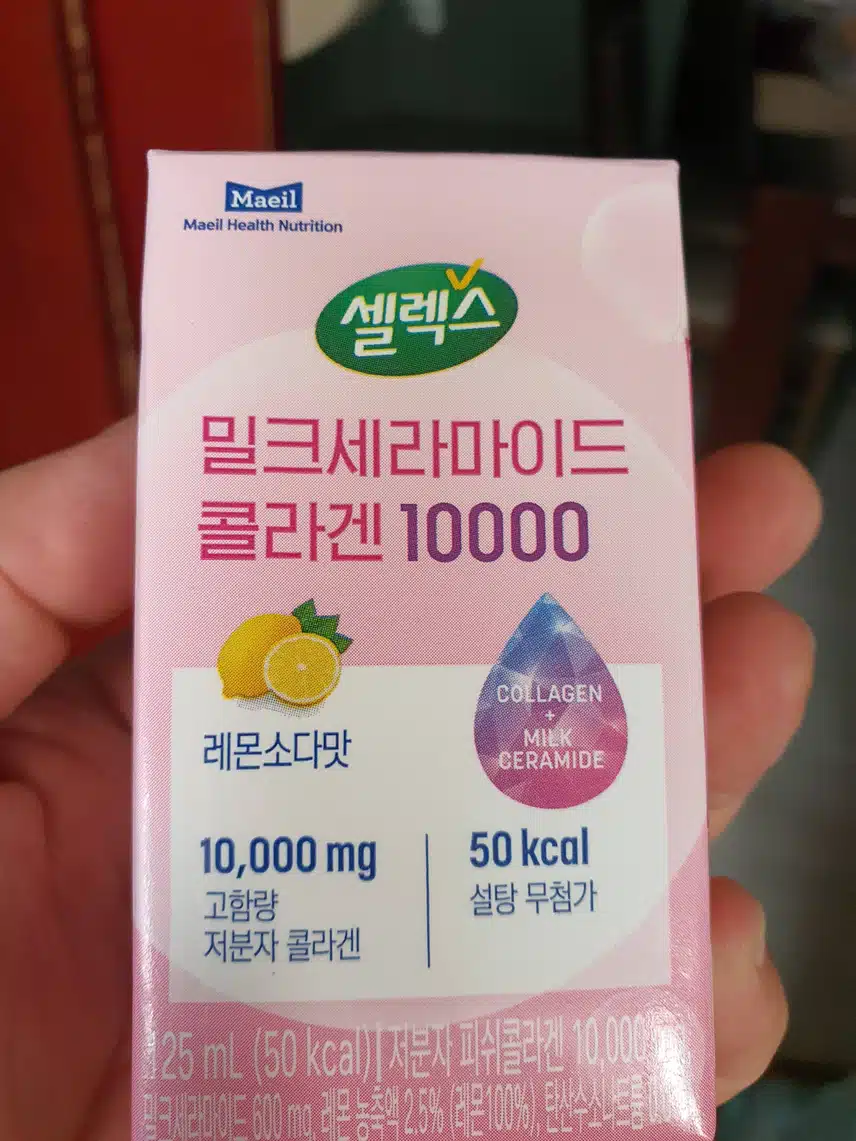 Maeil
Maeil Health Nutrition
셀렉스
밀크세라마이드
콜라겐 10000
레몬소다맛
COLLAGEN
+
MILK
CERAMIDE
10,000 mg
고함량
저분자 콜라겐
50 kcal
설탕 무첨가
125 mL (50 kcal) | 저분자 피쉬콜라겐 10,000
밀크세라마이드 600 mg, 레몬 농축액 2.5% (레몬100%), 탄산수소나트륨